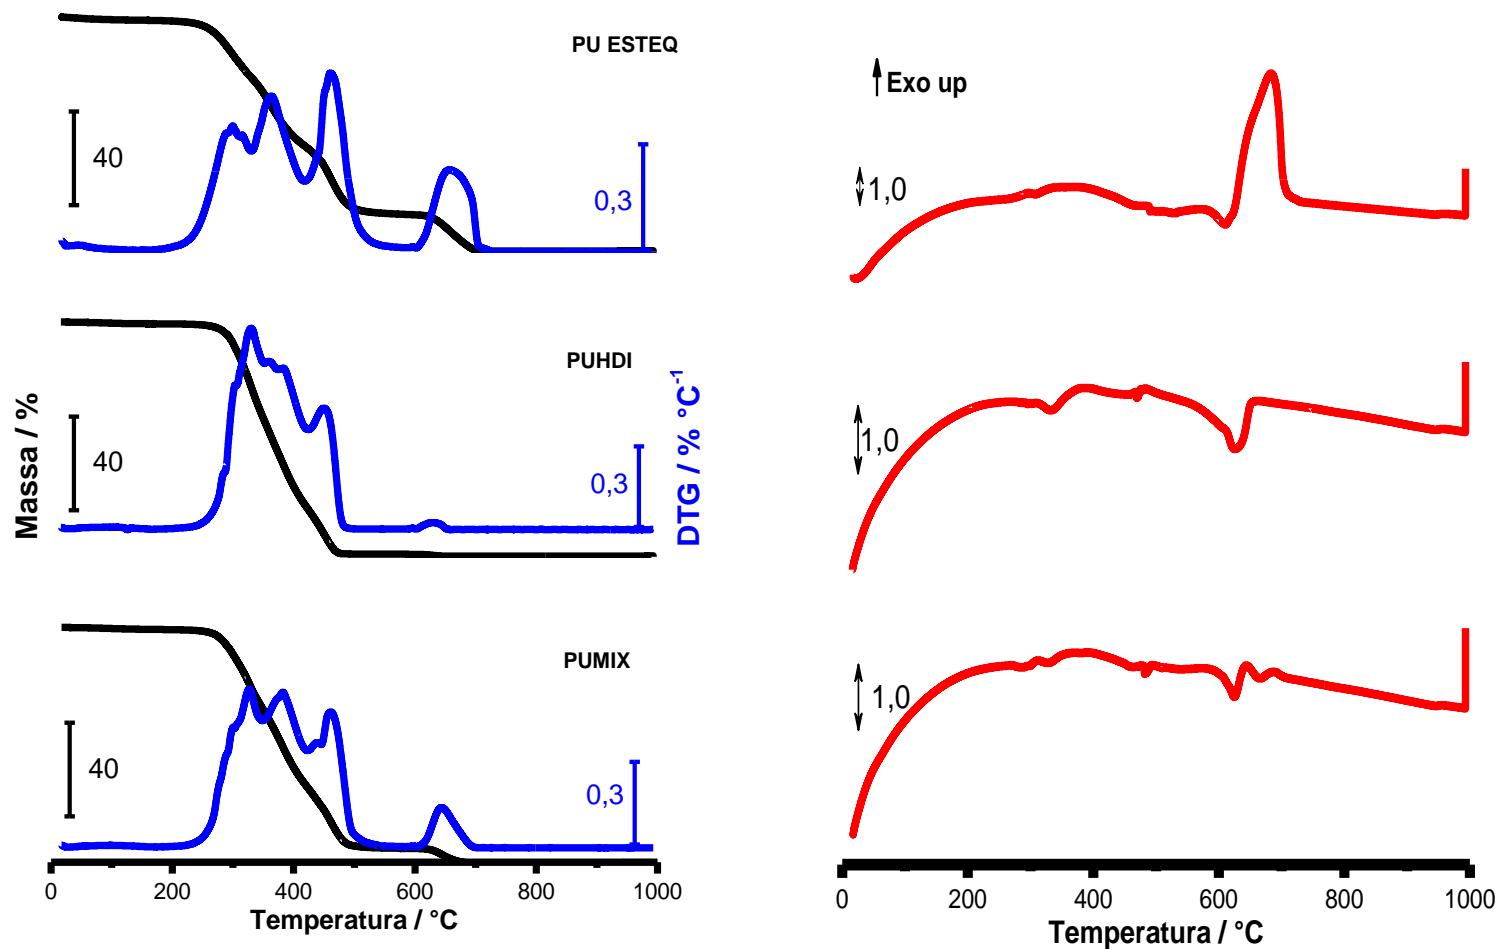 PU ESTEQ
40
0,3
PUHDI
40
0,3
PUMIX
40
0,3
Massa / %
DTG / % °C-1
0 200 400 600 800 1000
Temperatura / °C
Exo up
1,0
1,0
1,0
0 200 400 600 800 1000
Temperatura / °C